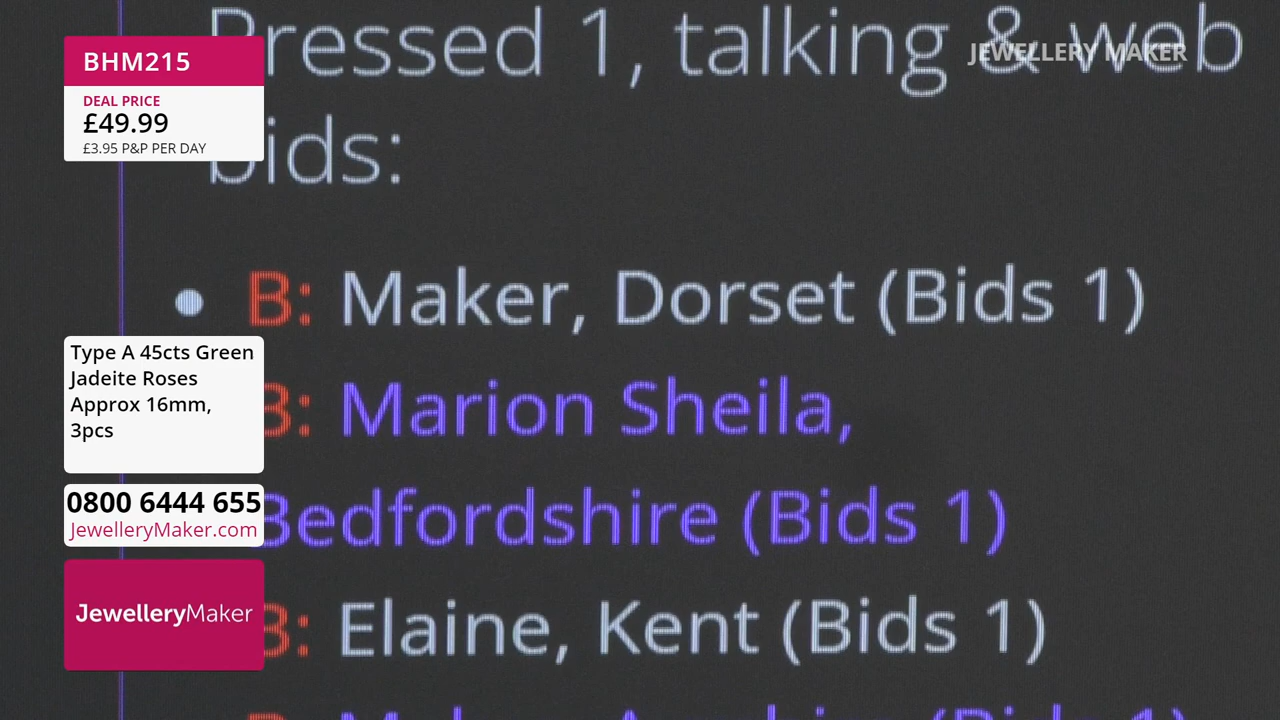 Pressed 1, talking & web
bids:
JEWELLERY MAKER
BHM215
DEAL PRICE
£49.99
£3.95 P&P PER DAY
B: Maker, Dorset (Bids 1)
B: Marion Sheila,
Bedfordshire (Bids 1)
B: Elaine, Kent (Bids 1)
Type A 45cts Green
Jadeite Roses
Approx 16mm,
3pcs
0800 6444 655
JewelleryMaker.com
JewelleryMaker